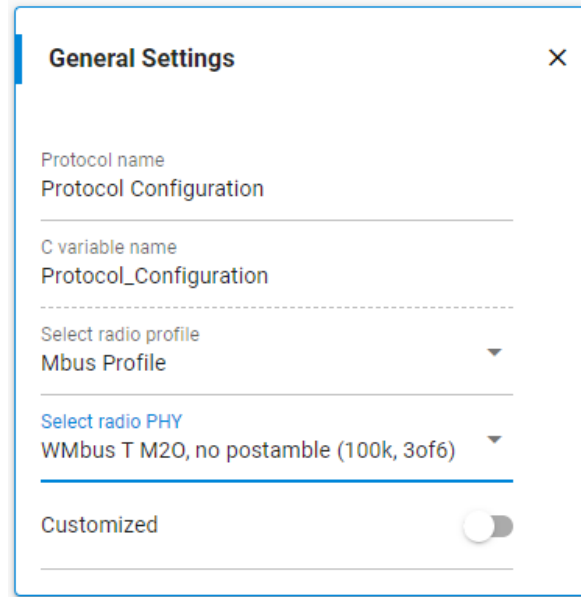 General Settings
Protocol name
Protocol Configuration
C variable name
Protocol_Configuration
Select radio profile
Mbus Profile
Select radio PHY
WMbus T M2O, no postamble (100k, 3of6)
Customized